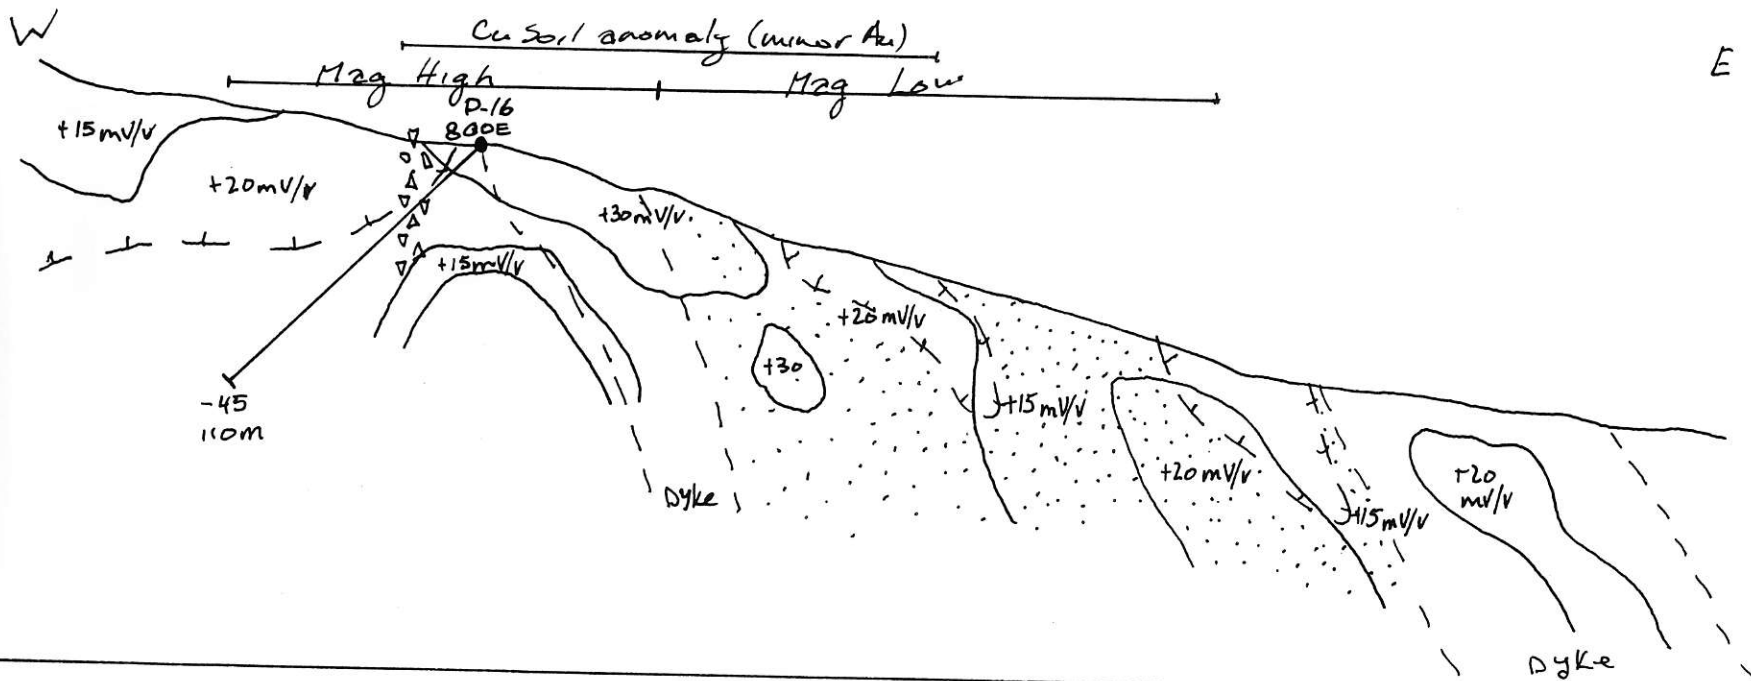 W
Cu Soil anomaly (minor Au)
E
Mag High
Mag Low
D-16
800E
+15mV/v
+20mV/v
+30mV/v.
+15mV/v
+20mV/v
+30
+15mV/v
-45
110m
+20mV/v
+20
mV/v
Dyke
+15mV/v
Dyke